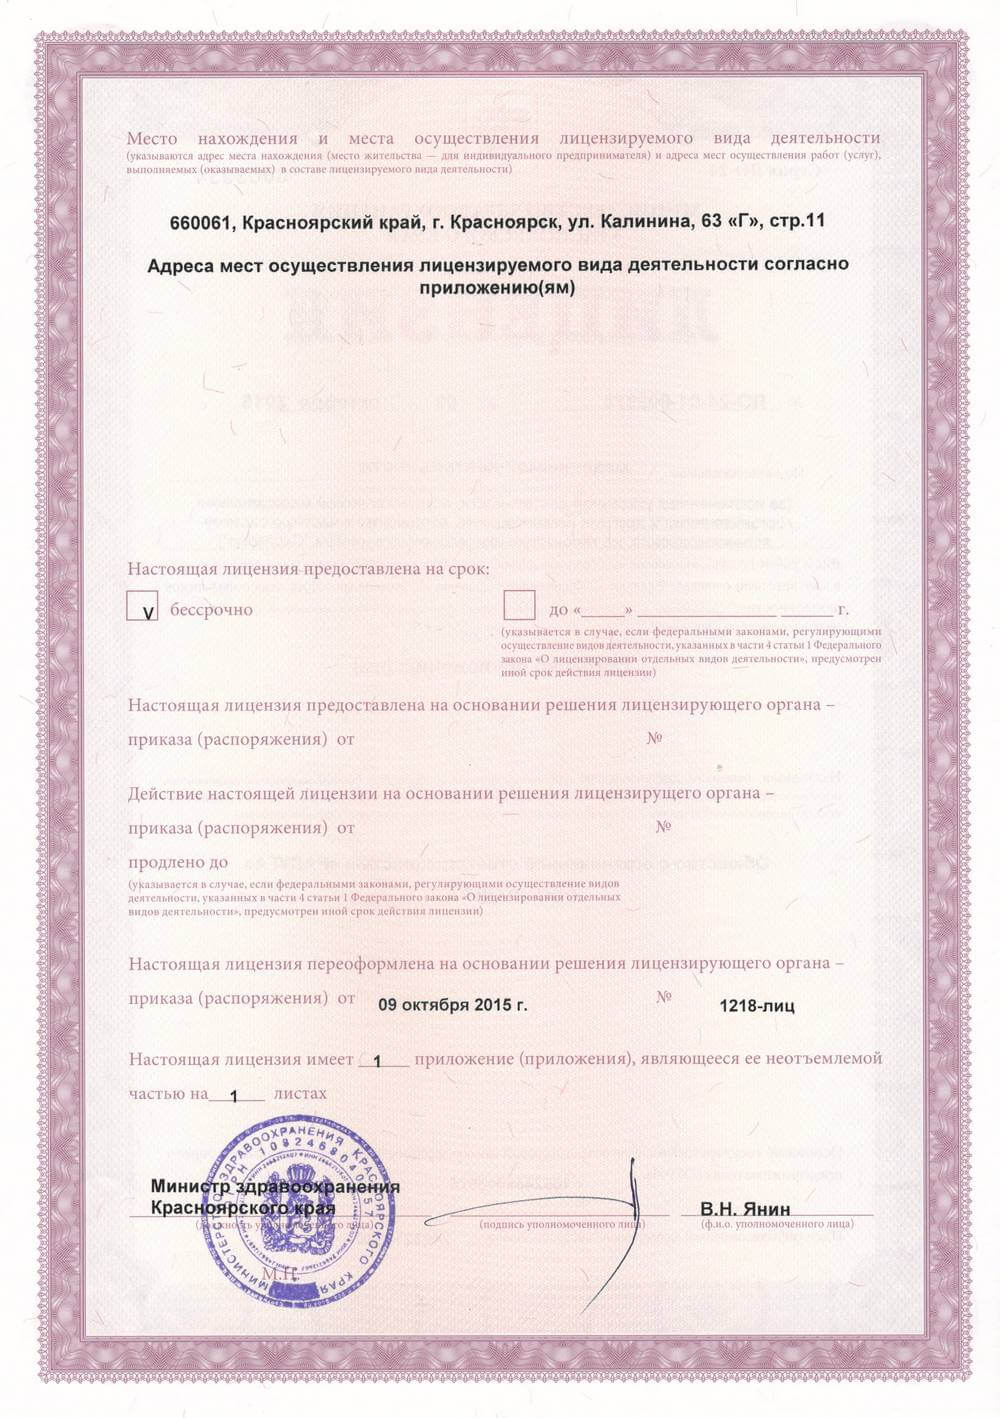 Место нахождения и места осуществления лицензируемого вида деятельности
(указываются адрес места нахождения (место жительства — для индивидуального предпринимателя) и адреса мест осуществления работ (услуг),
выполняемых (оказываемых) в составе лицензируемого вида деятельности)
660061, Красноярский край, г. Красноярск, ул. Калинина, 63 «Г», стр.11
Адреса мест осуществления лицензируемого вида деятельности согласно
приложению(ям)
Настоящая лицензия предоставлена на срок:
V бессрочно
до «_____» ____________________ ______ г.
(указывается в случае, если федеральными законами, регулирующими
осуществление видов деятельности, указанных в части 4 статьи 1 Федерального
закона «О лицензировании отдельных видов деятельности», предусмотрен
иной срок действия лицензии)
Настоящая лицензия предоставлена на основании решения лицензирующего органа –
приказа (распоряжения) от №
Действие настоящей лицензии на основании решения лицензирущего органа –
приказа (распоряжения) от №
продлено до
(указывается в случае, если федеральными законами, регулирующими осуществление видов
деятельности, указанных в части 4 статьи 1 Федерального закона «О лицензировании отдельных
видов деятельности», предусмотрен иной срок действия лицензии)
Настоящая лицензия переоформлена на основании решения лицензирующего органа –
приказа (распоряжения) от 09 октября 2015 г. № 1218-лиц
Настоящая лицензия имеет 1 приложение (приложения), являющееся ее неотъемлемой
частью на 1 листах
Министр здравоохранения
Красноярского края
В.Н. Янин
(должность уполномоченного лица)
(подпись уполномоченного лица)
(ф.и.о. уполномоченного лица)
М.П.
МИНИСТЕРСТВО ЗДРАВООХРАНЕНИЯ КРАСНОЯРСКОГО КРАЯ